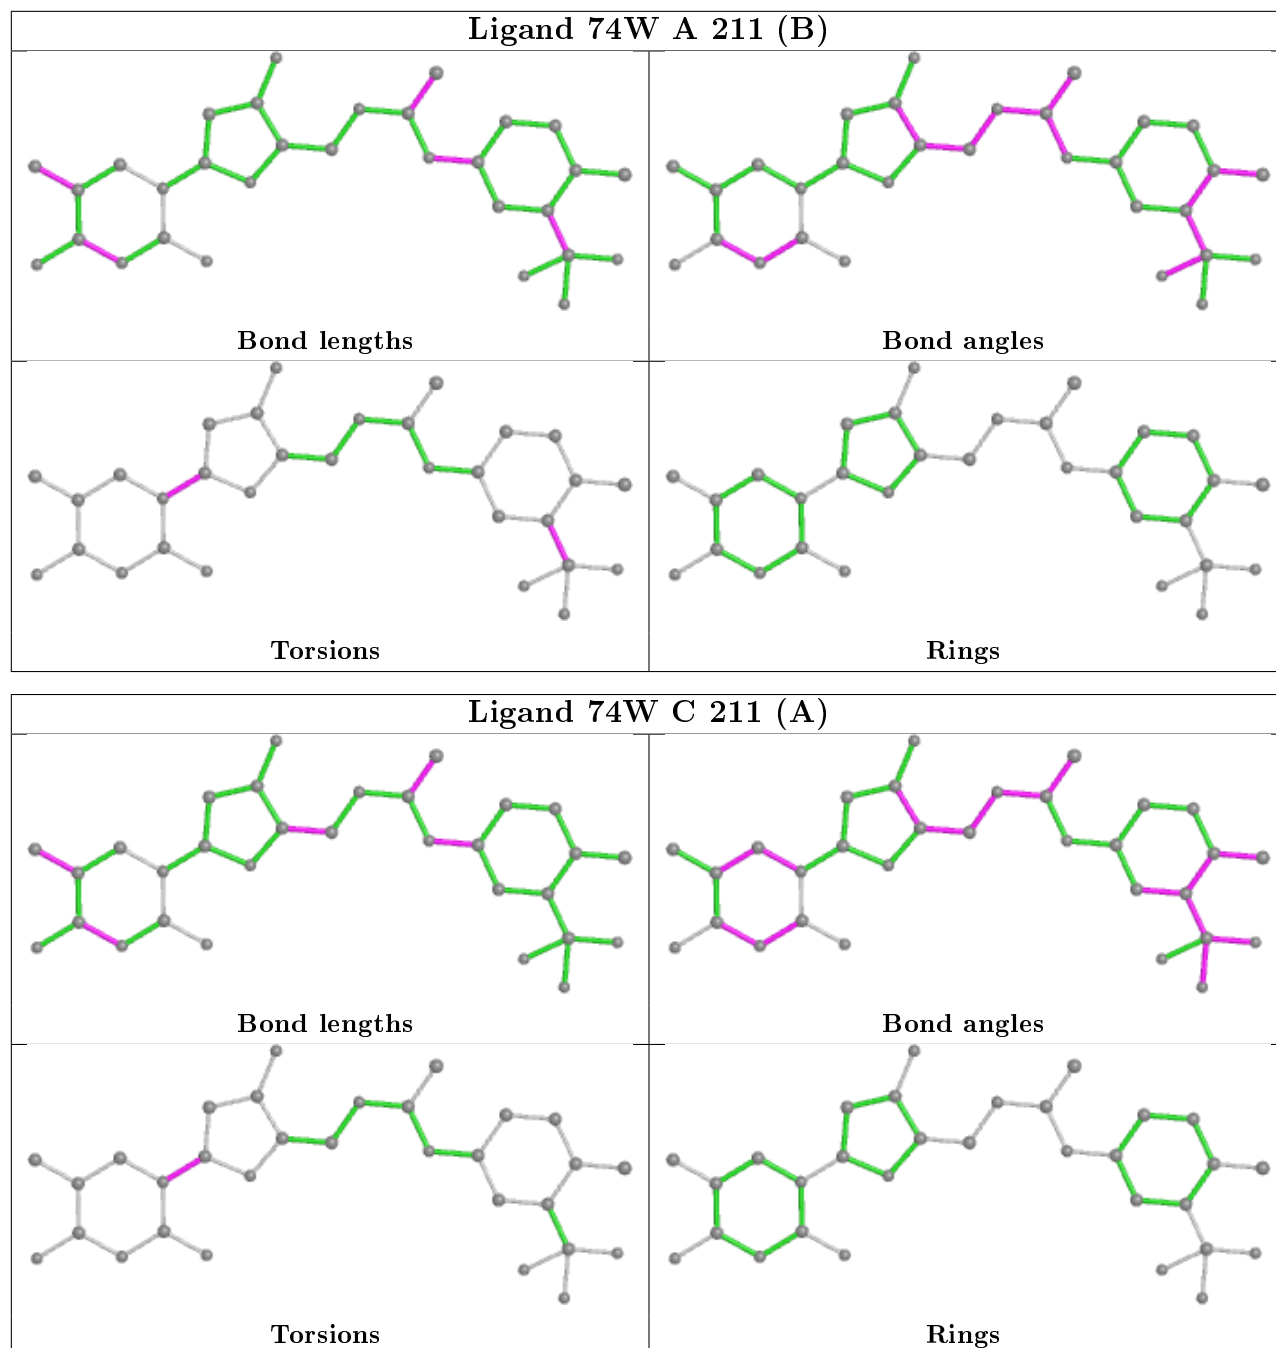 Ligand 74W A 211 (B)
Bond lengths
Bond angles
Torsions
Rings
Ligand 74W C 211 (A)
Bond lengths
Bond angles
Torsions
Rings